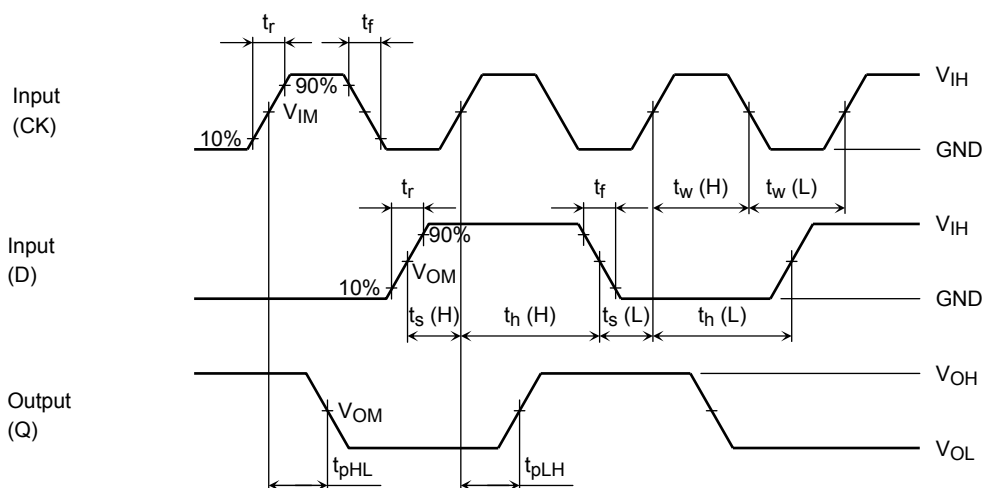 tr tf
Input
(CK)
90%
VIM
10%
VIH
GND
tr tf tw (H) tw (L)
Input
(D)
90%
VOM
10%
VIH
GND
ts (H) th (H) ts (L) th (L)
Output
(Q)
VOM
VOH
VOL
tpHL tpLH